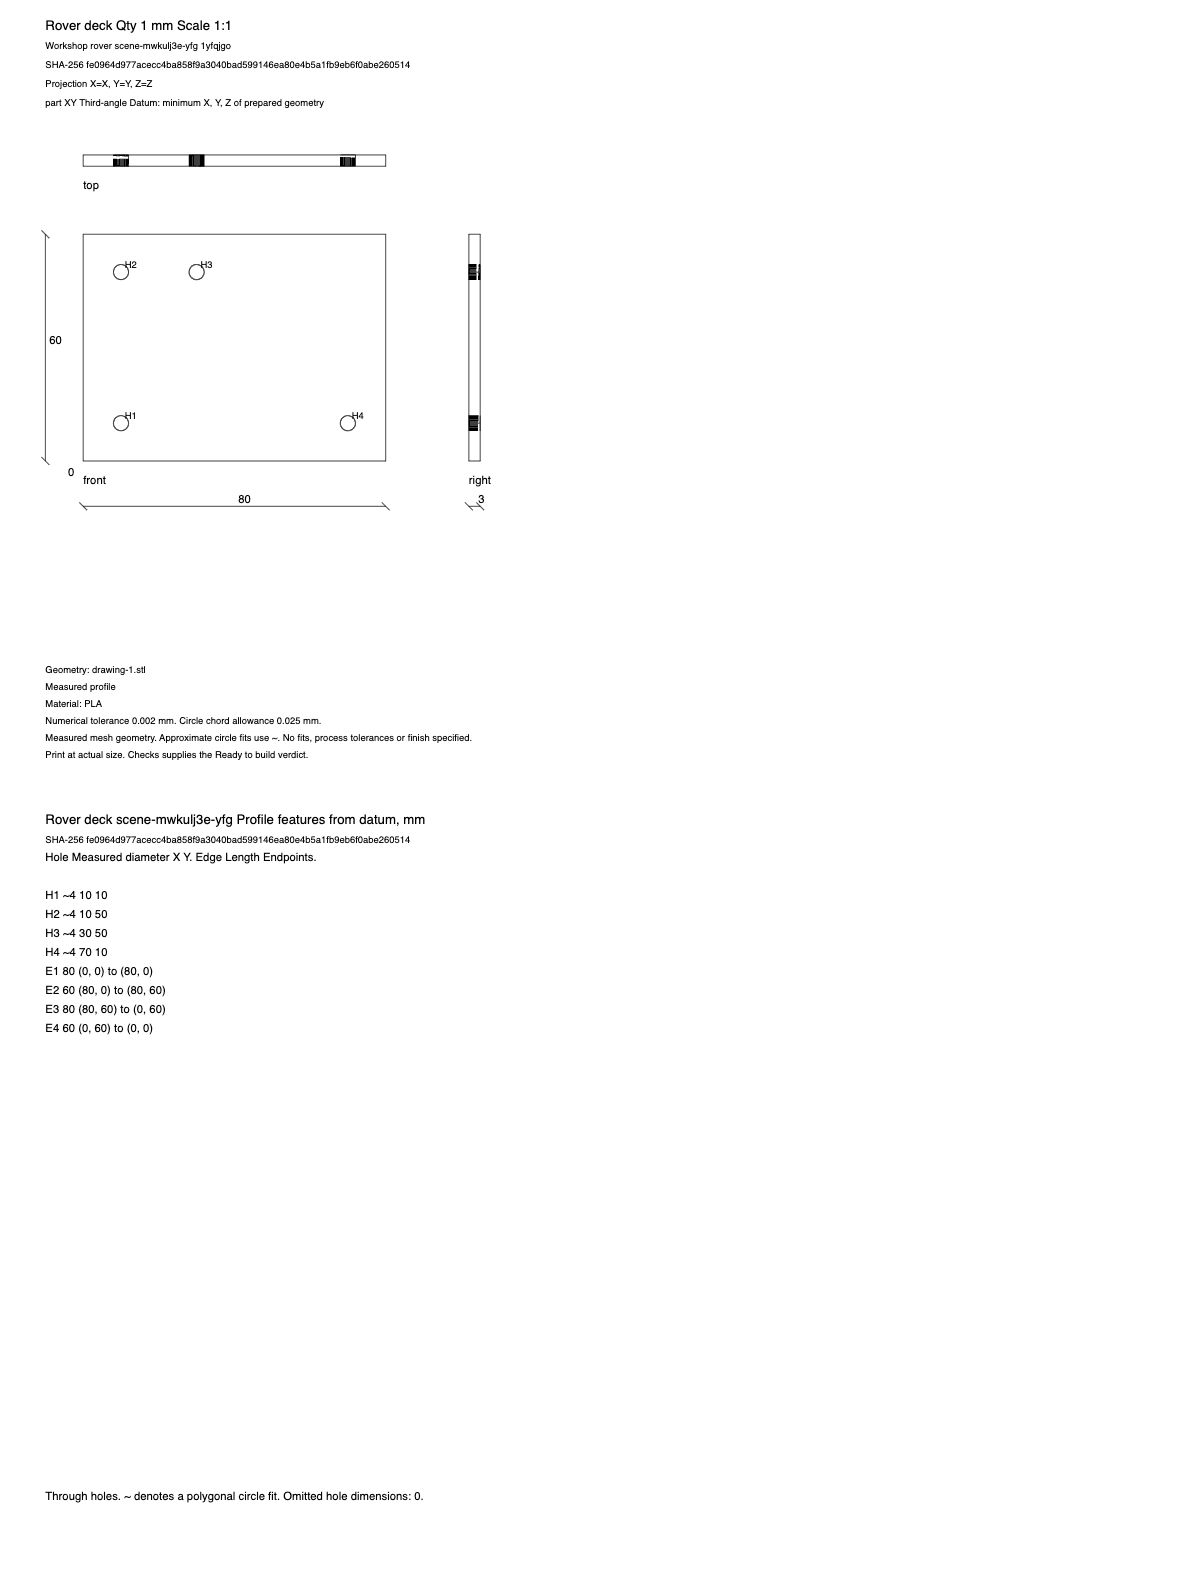 Rover deck Qty 1 mm Scale 1:1
Workshop rover scene-mwkulj3e-yfg 1yfqjgo
SHA-256 fe0964d977acecc4ba858f9a3040bad599146ea80e4b5a1fb9eb6f0abe260514
Projection X=X, Y=Y, Z=Z
part XY Third-angle Datum: minimum X, Y, Z of prepared geometry
top
H2 H3
60
H1 H4
0
front right
80 3
Geometry: drawing-1.stl
Measured profile
Material: PLA
Numerical tolerance 0.002 mm. Circle chord allowance 0.025 mm.
Measured mesh geometry. Approximate circle fits use ~. No fits, process tolerances or finish specified.
Print at actual size. Checks supplies the Ready to build verdict.
Rover deck scene-mwkulj3e-yfg Profile features from datum, mm
SHA-256 fe0964d977acecc4ba858f9a3040bad599146ea80e4b5a1fb9eb6f0abe260514
Hole Measured diameter X Y. Edge Length Endpoints.
H1 ~4 10 10
H2 ~4 10 50
H3 ~4 30 50
H4 ~4 70 10
E1 80 (0, 0) to (80, 0)
E2 60 (80, 0) to (80, 60)
E3 80 (80, 60) to (0, 60)
E4 60 (0, 60) to (0, 0)
Through holes. ~ denotes a polygonal circle fit. Omitted hole dimensions: 0.